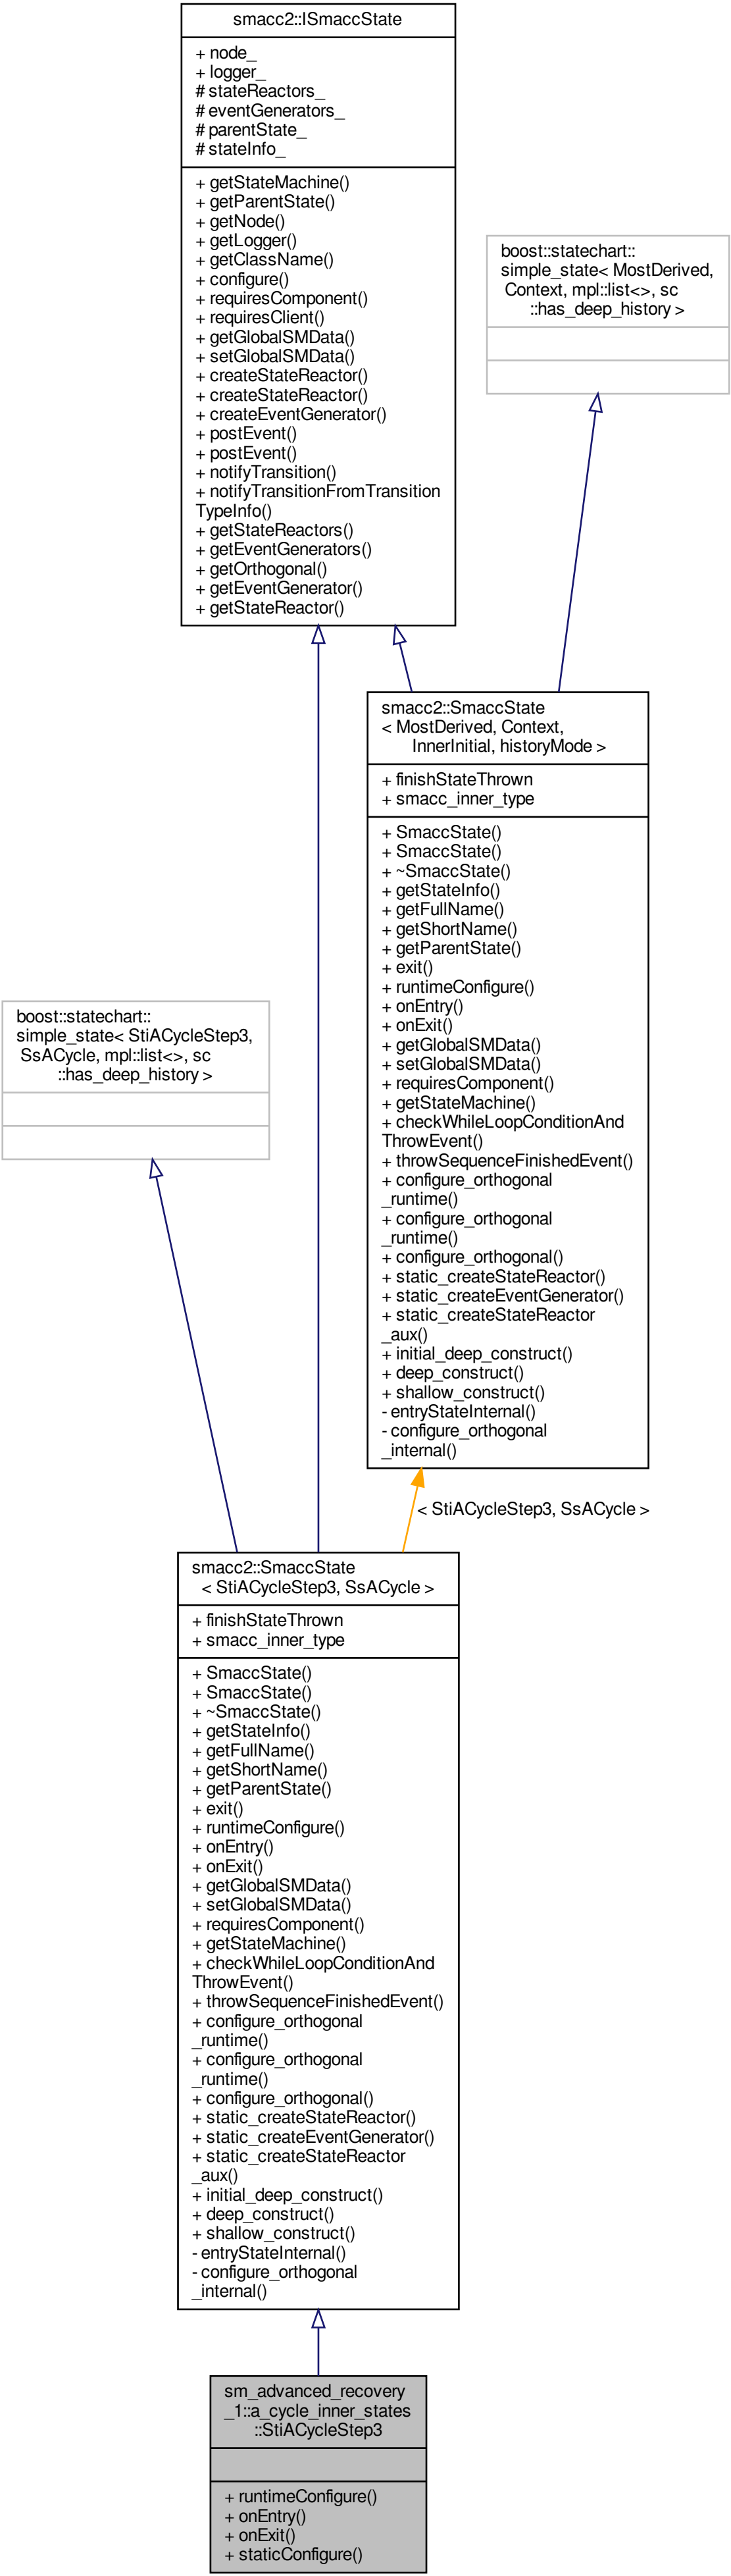 smacc2::ISmaccState
+ node_
+ logger_
# stateReactors_
# eventGenerators_
# parentState_
# stateInfo_
+ getStateMachine()
+ getParentState()
+ getNode()
+ getLogger()
+ getClassName()
+ configure()
+ requiresComponent()
+ requiresClient()
+ getGlobalSMData()
+ setGlobalSMData()
+ createStateReactor()
+ createStateReactor()
+ createEventGenerator()
+ postEvent()
+ postEvent()
+ notifyTransition()
+ notifyTransitionFromTransition
TypeInfo()
+ getStateReactors()
+ getEventGenerators()
+ getOrthogonal()
+ getEventGenerator()
+ getStateReactor()
boost::statechart::
simple_state< MostDerived,
Context, mpl::list<>, sc
::has_deep_history >
smacc2::SmaccState
< MostDerived, Context,
InnerInitial, historyMode >
+ finishStateThrown
+ smacc_inner_type
+ SmaccState()
+ SmaccState()
+ ~SmaccState()
+ getStateInfo()
+ getFullName()
+ getShortName()
+ getParentState()
+ exit()
+ runtimeConfigure()
+ onEntry()
+ onExit()
+ getGlobalSMData()
+ setGlobalSMData()
+ requiresComponent()
+ getStateMachine()
+ checkWhileLoopConditionAnd
ThrowEvent()
+ throwSequenceFinishedEvent()
+ configure_orthogonal
_runtime()
+ configure_orthogonal
_runtime()
+ configure_orthogonal()
+ static_createStateReactor()
+ static_createEventGenerator()
+ static_createStateReactor
_aux()
+ initial_deep_construct()
+ deep_construct()
+ shallow_construct()
- entryStateInternal()
- configure_orthogonal
_internal()
boost::statechart::
simple_state< StiACycleStep3,
SsACycle, mpl::list<>, sc
::has_deep_history >
< StiACycleStep3, SsACycle >
smacc2::SmaccState
< StiACycleStep3, SsACycle >
+ finishStateThrown
+ smacc_inner_type
+ SmaccState()
+ SmaccState()
+ ~SmaccState()
+ getStateInfo()
+ getFullName()
+ getShortName()
+ getParentState()
+ exit()
+ runtimeConfigure()
+ onEntry()
+ onExit()
+ getGlobalSMData()
+ setGlobalSMData()
+ requiresComponent()
+ getStateMachine()
+ checkWhileLoopConditionAnd
ThrowEvent()
+ throwSequenceFinishedEvent()
+ configure_orthogonal
_runtime()
+ configure_orthogonal
_runtime()
+ configure_orthogonal()
+ static_createStateReactor()
+ static_createEventGenerator()
+ static_createStateReactor
_aux()
+ initial_deep_construct()
+ deep_construct()
+ shallow_construct()
- entryStateInternal()
- configure_orthogonal
_internal()
sm_advanced_recovery
_1::a_cycle_inner_states
::StiACycleStep3
+ runtimeConfigure()
+ onEntry()
+ onExit()
+ staticConfigure()